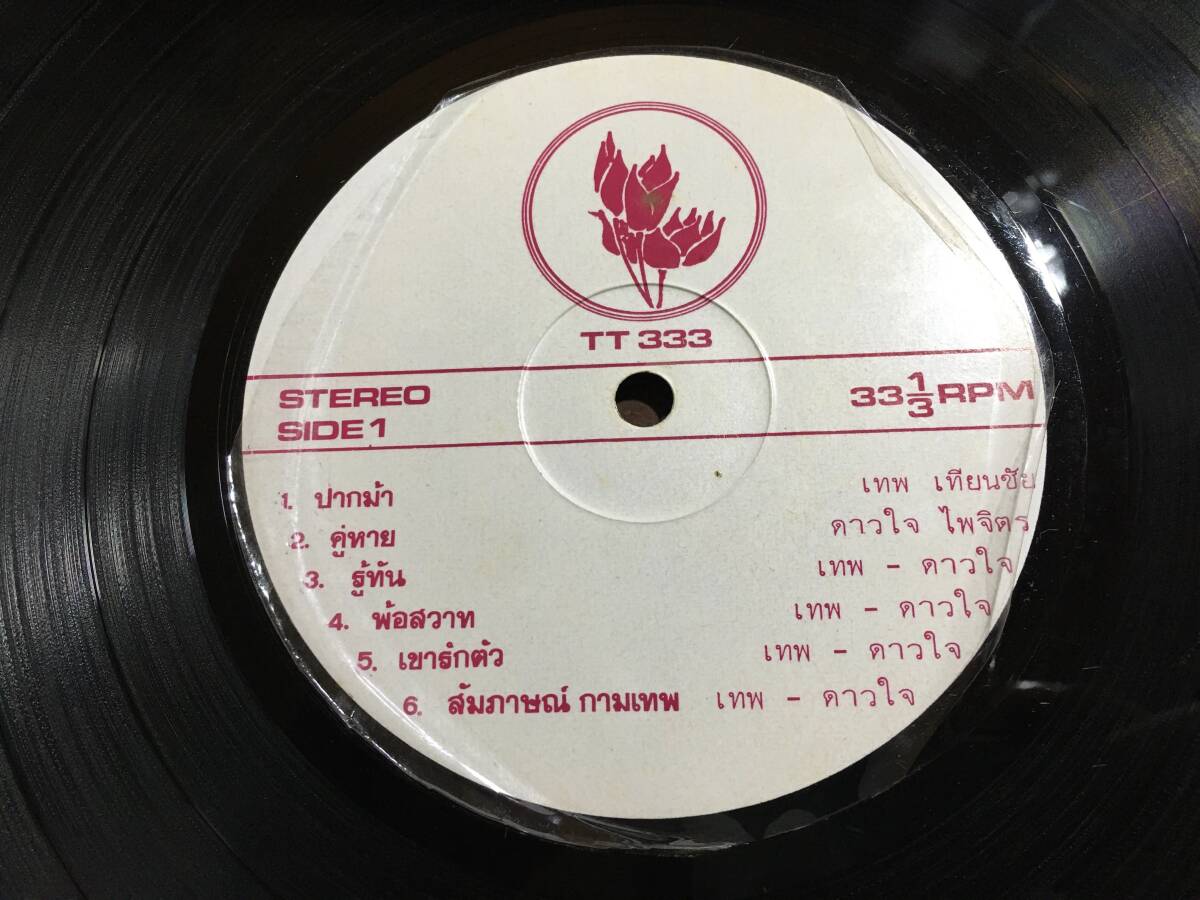 TT 333
STEREO 33 1/3 RPM
SIDE 1
1. ปากม้า เทพ เทียนชัย
2. คู่หาย ดาวใจ ไพจิตร
3. รู้ทัน เทพ - ดาวใจ
4. พ้อสวาท เทพ - ดาวใจ
5. เขารักตัว เทพ - ดาวใจ
6. สัมภาษณ์ กามเทพ เทพ - ดาวใจ